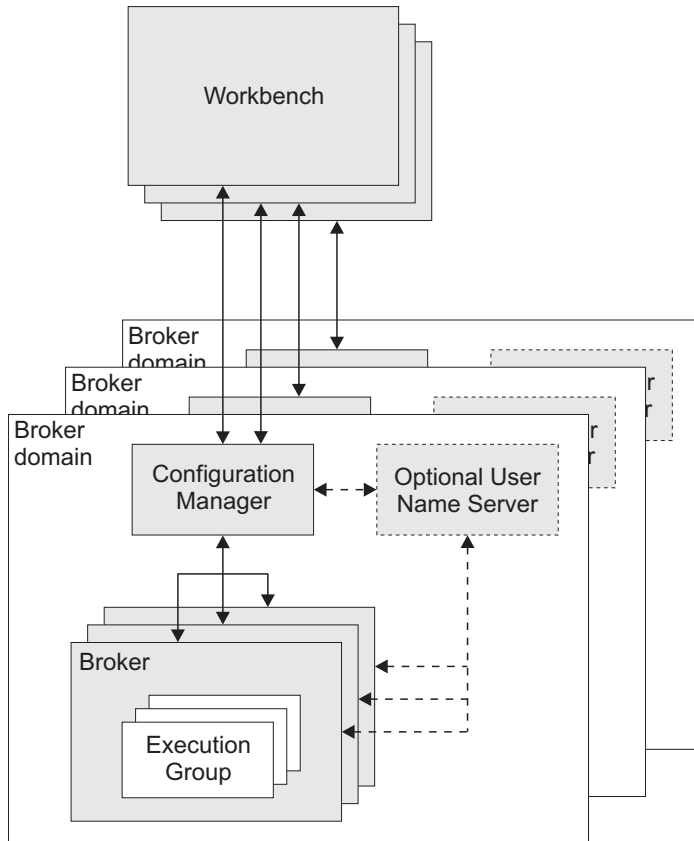 Workbench
Broker
domain
Broker
domain
Broker
domain
Configuration
Manager
Optional User
Name Server
Broker
Execution
Group